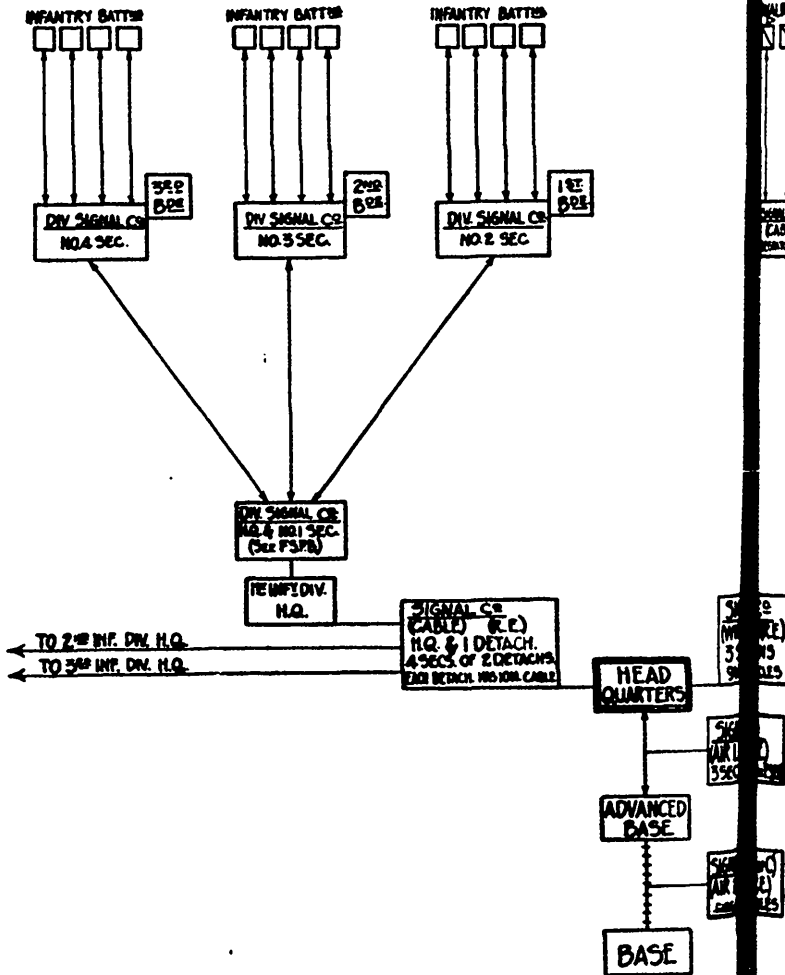 INFANTRY BATTNS
INFANTRY BATTNS
INFANTRY BATTNS
3RD
BDE
DIV. SIGNAL CO
NO.4 SEC.
2ND
BDE
DIV. SIGNAL CO
NO.3 SEC.
1ST
BDE
DIV. SIGNAL CO
NO.2 SEC
DIV. SIGNAL CO
H.Q. & NO.1 SEC.
(SEE F.S.P.B.)
1ST INFY. DIV.
H.Q.
TO 2ND INF. DIV. H.Q.
TO 3RD INF. DIV. H.Q.
SIGNAL CO
(CABLE) (R.E.)
H.Q. & 1 DETACH.
4 SECS. OF 2 DETACHS.
EACH DETACH. HAS 10M. CABLE
HEAD
QUARTERS
ADVANCED
BASE
BASE